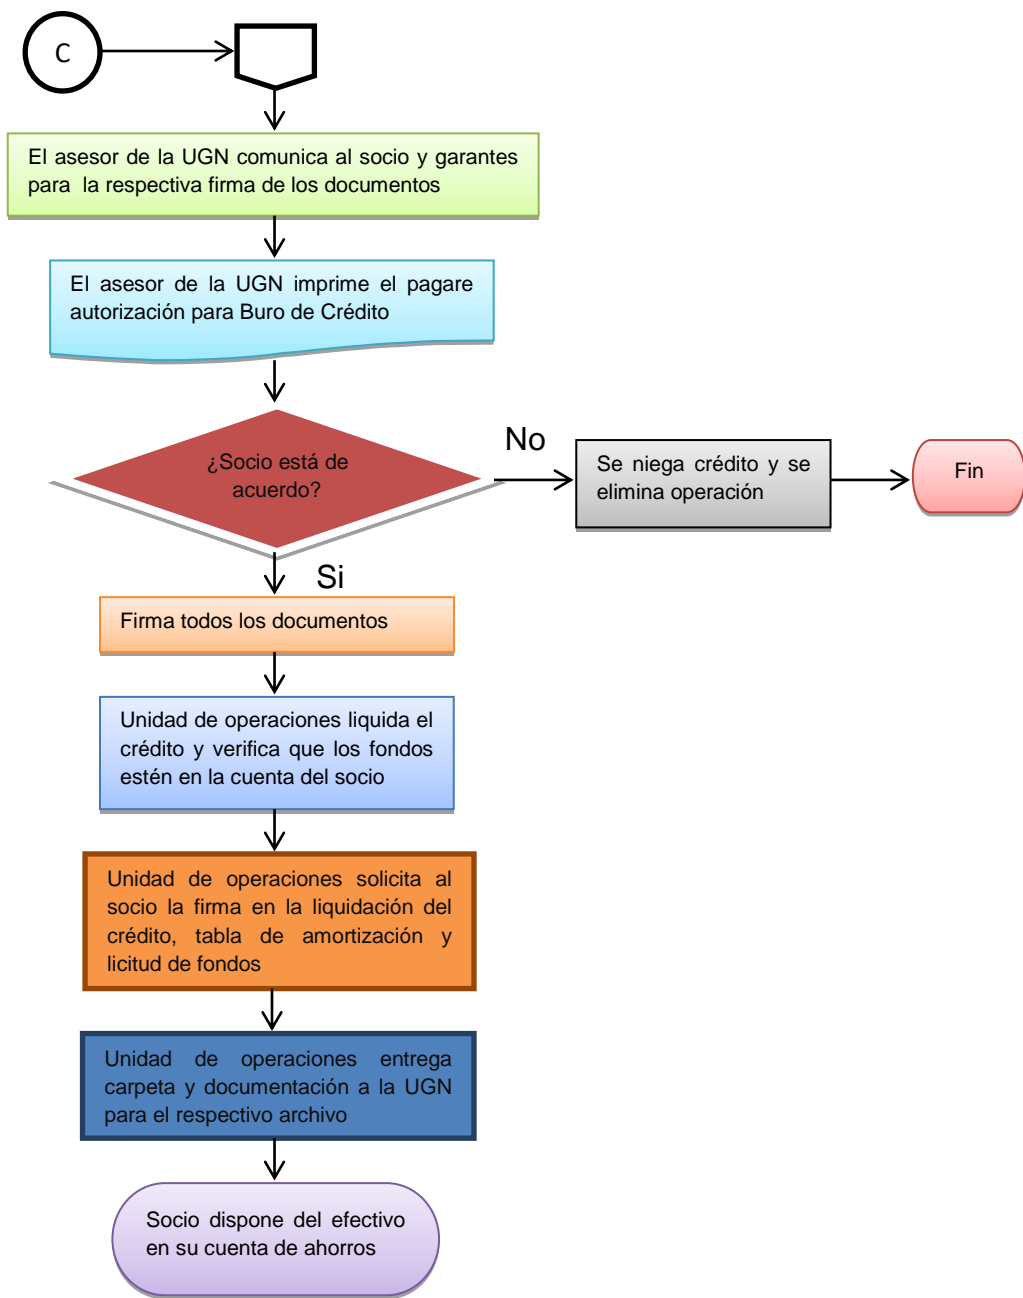 C
El asesor de la UGN comunica al socio y garantes
para la respectiva firma de los documentos
El asesor de la UGN imprime el pagare
autorización para Buro de Crédito
¿Socio está de
acuerdo?
No
Se niega crédito y se
elimina operación
Fin
Si
Firma todos los documentos
Unidad de operaciones liquida el
crédito y verifica que los fondos
estén en la cuenta del socio
Unidad de operaciones solicita al
socio la firma en la liquidación del
crédito, tabla de amortización y
licitud de fondos
Unidad de operaciones entrega
carpeta y documentación a la UGN
para el respectivo archivo
Socio dispone del efectivo
en su cuenta de ahorros